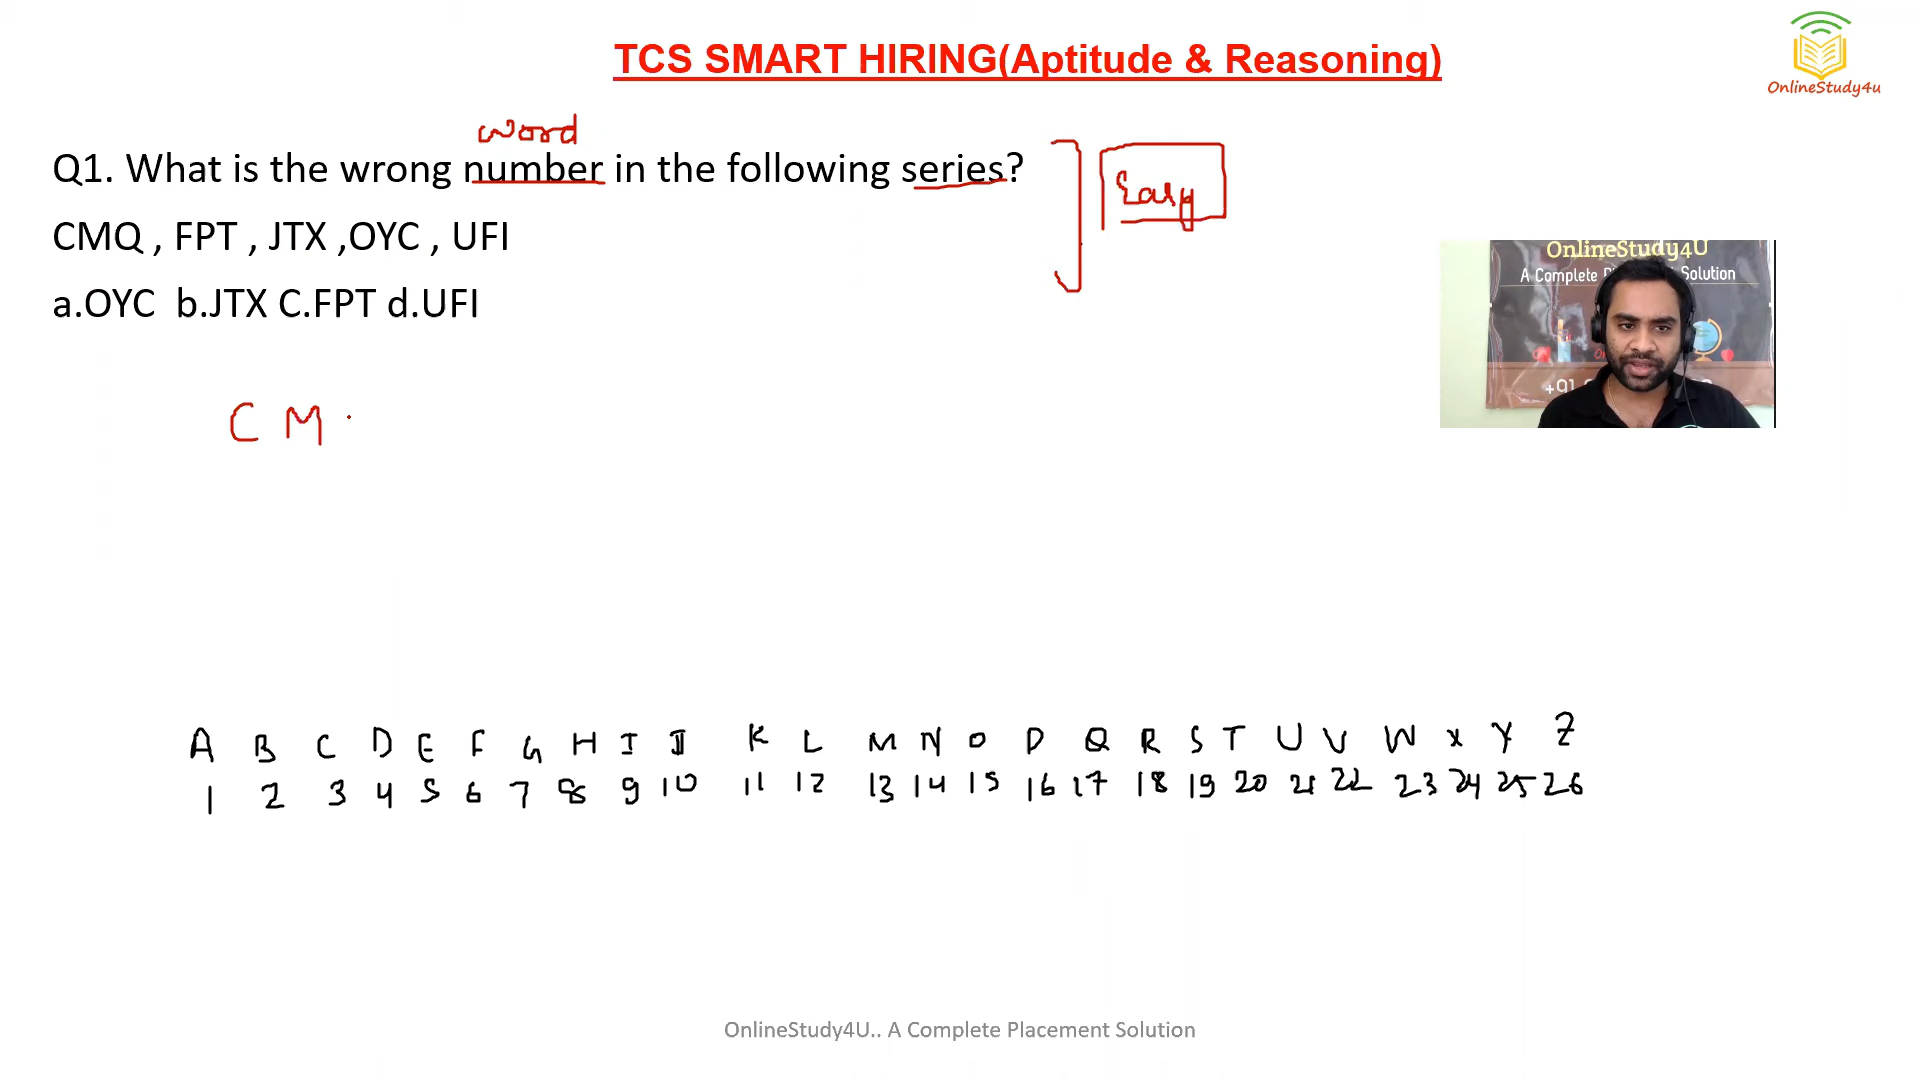 TCS SMART HIRING(Aptitude & Reasoning)
OnlineStudy4u
word
Q1. What is the wrong number in the following series?
Easy
CMQ , FPT , JTX ,OYC , UFI
a.OYC b.JTX C.FPT d.UFI
OnlineStudy4U
A Complete Solution
+91
C M
A B C D E F G H I J K L M N O P Q R S T U V W X Y Z
1 2 3 4 5 6 7 8 9 10 11 12 13 14 15 16 17 18 19 20 21 22 23 24 25 26
OnlineStudy4U.. A Complete Placement Solution